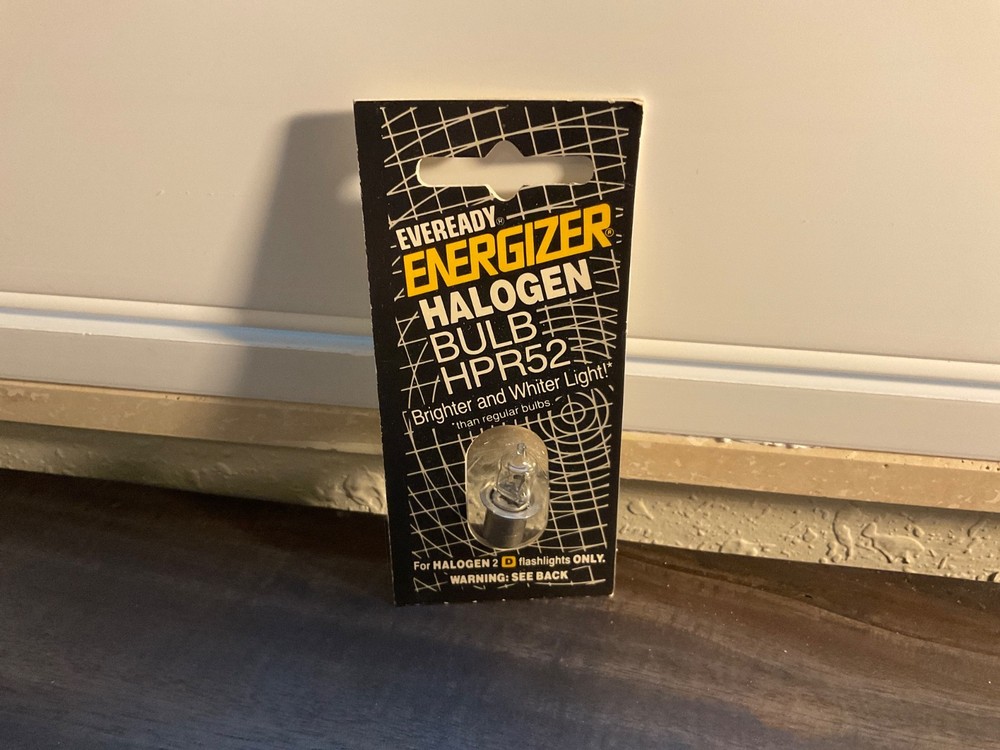 EVEREADY®
ENERGIZER®
HALOGEN
BULB
HPR52
Brighter and Whiter Light!*
*than regular bulbs.
For HALOGEN 2 D flashlights ONLY.
WARNING: SEE BACK